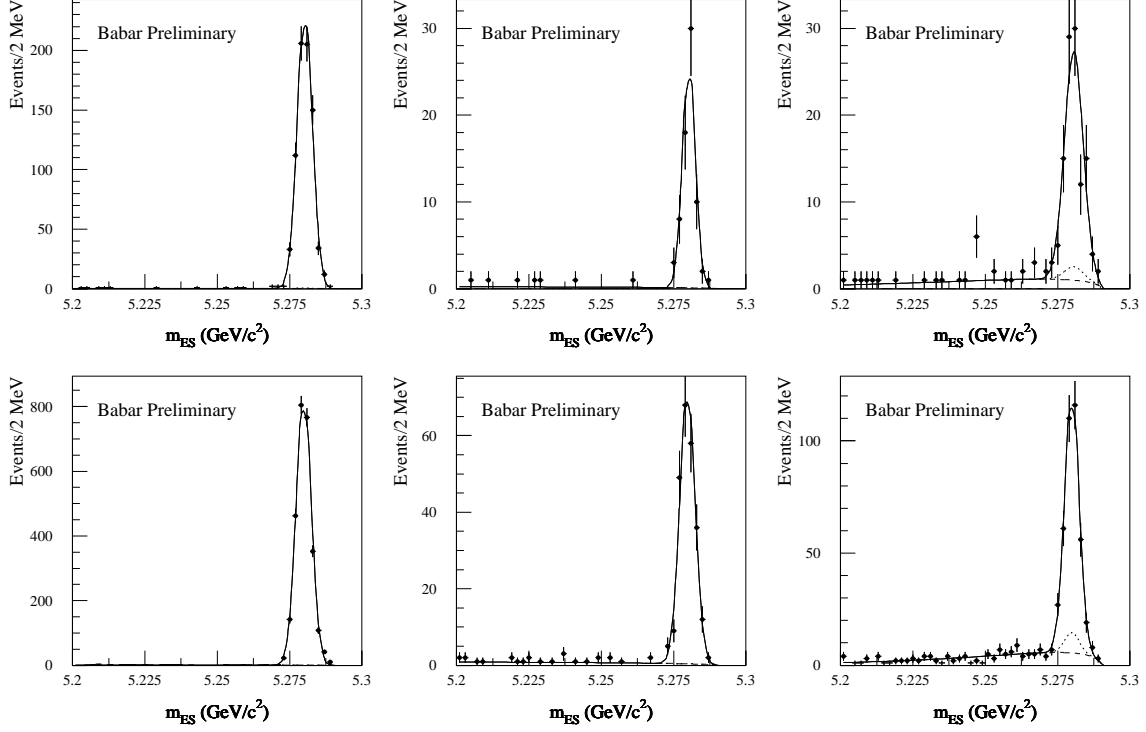 Babar Preliminary
Events/2 MeV
200
150
100
50
0
5.2 5.225 5.25 5.275 5.3
m_ES (GeV/c²)
Babar Preliminary
Events/2 MeV
30
20
10
0
5.2 5.225 5.25 5.275 5.3
m_ES (GeV/c²)
Babar Preliminary
Events/2 MeV
30
20
10
0
5.2 5.225 5.25 5.275 5.3
m_ES (GeV/c²)
Babar Preliminary
Events/2 MeV
800
600
400
200
0
5.2 5.225 5.25 5.275 5.3
m_ES (GeV/c²)
Babar Preliminary
Events/2 MeV
60
40
20
0
5.2 5.225 5.25 5.275 5.3
m_ES (GeV/c²)
Babar Preliminary
Events/2 MeV
100
50
0
5.2 5.225 5.25 5.275 5.3
m_ES (GeV/c²)